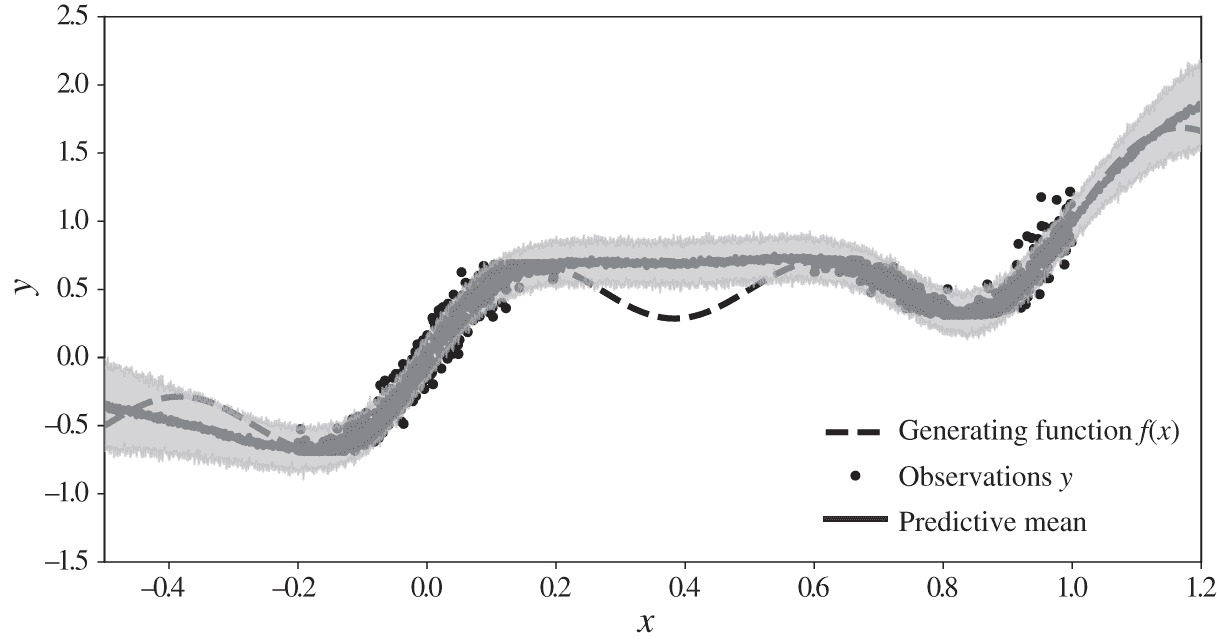 2.5
2.0
1.5
1.0
0.5
0.0
–0.5
–1.0
–1.5
y
Generating function f(x)
Observations y
Predictive mean
–0.4 –0.2 0.0 0.2 0.4 0.6 0.8 1.0 1.2
x